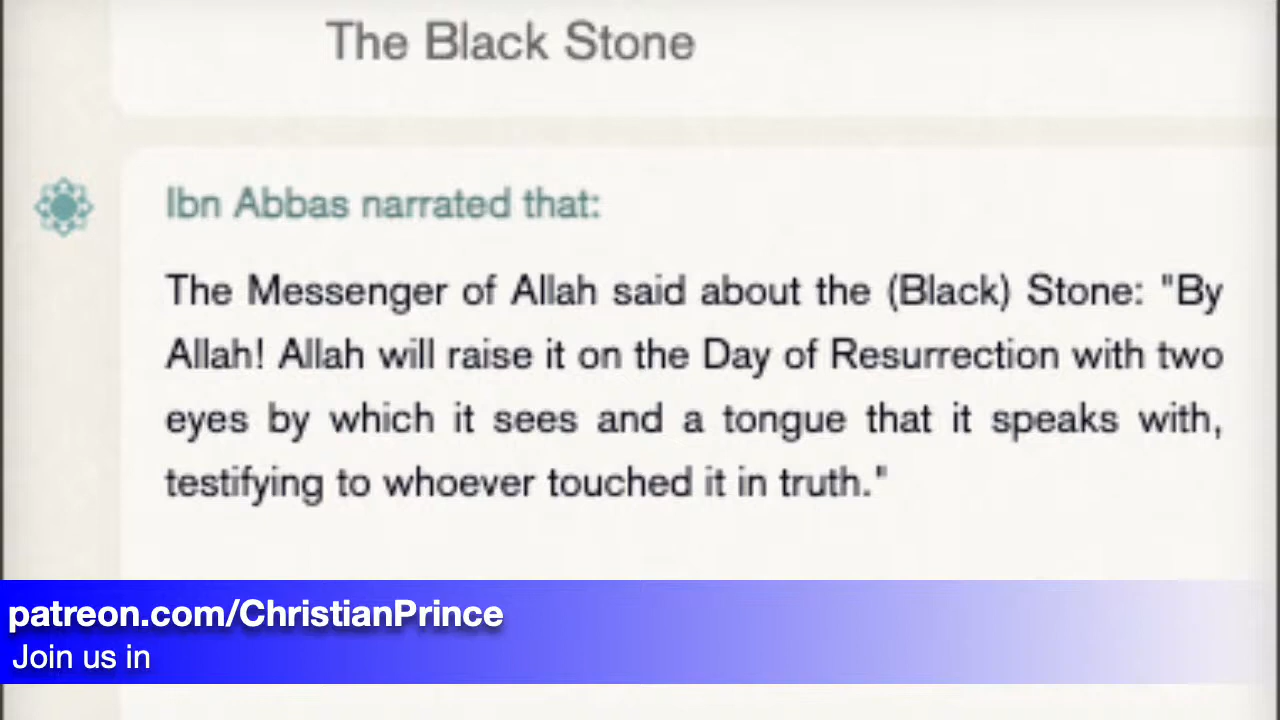 The Black Stone
Ibn Abbas narrated that:
The Messenger of Allah said about the (Black) Stone: "By
Allah! Allah will raise it on the Day of Resurrection with two
eyes by which it sees and a tongue that it speaks with,
testifying to whoever touched it in truth."
patreon.com/ChristianPrince
Join us in